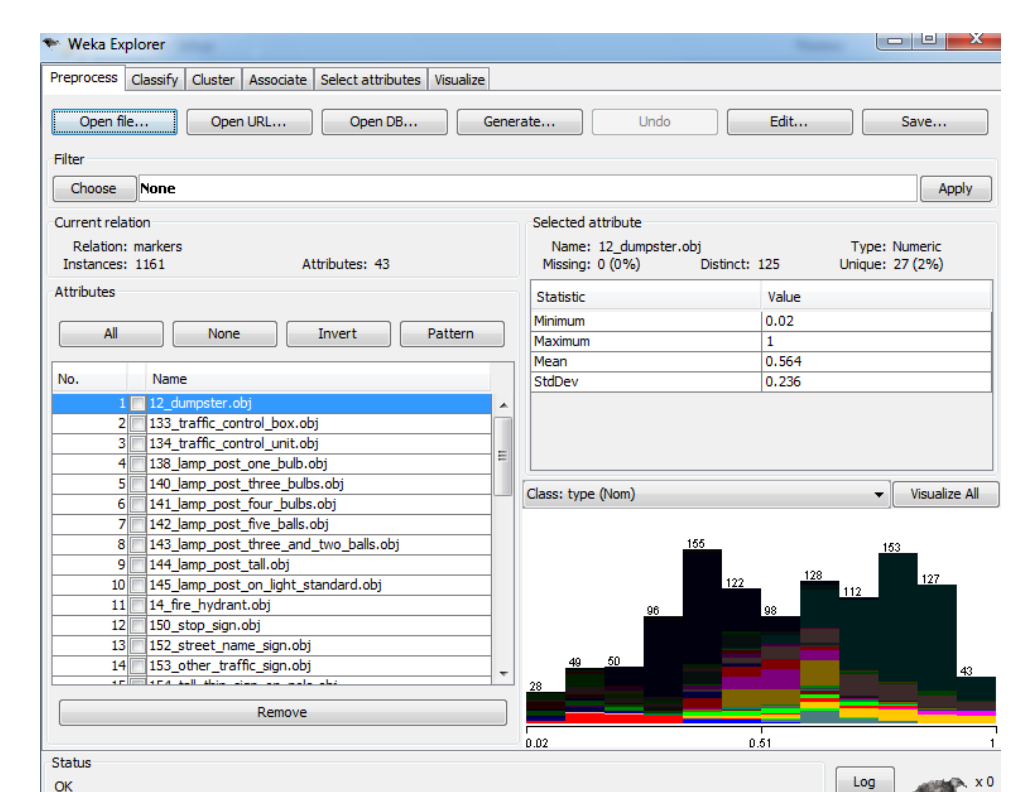 Weka Explorer
Preprocess Classify Cluster Associate Select attributes Visualize
Open file... Open URL... Open DB... Generate... Undo Edit... Save...
Filter
Choose None Apply
Current relation
Relation: markers
Instances: 1161 Attributes: 43
Attributes
All None Invert Pattern
No. Name
1 12_dumpster.obj
2 133_traffic_control_box.obj
3 134_traffic_control_unit.obj
4 138_lamp_post_one_bulb.obj
5 140_lamp_post_three_bulbs.obj
6 141_lamp_post_four_bulbs.obj
7 142_lamp_post_five_balls.obj
8 143_lamp_post_three_and_two_balls.obj
9 144_lamp_post_tall.obj
10 145_lamp_post_on_light_standard.obj
11 14_fire_hydrant.obj
12 150_stop_sign.obj
13 152_street_name_sign.obj
14 153_other_traffic_sign.obj
Remove
Selected attribute
Name: 12_dumpster.obj Type: Numeric
Missing: 0 (0%) Distinct: 125 Unique: 27 (2%)
Statistic Value
Minimum 0.02
Maximum 1
Mean 0.564
StdDev 0.236
Class: type (Nom) Visualize All
28 49 50 96 155 122 98 128 112 153 127 43
0.02 0.51 1
Status
OK
Log x 0